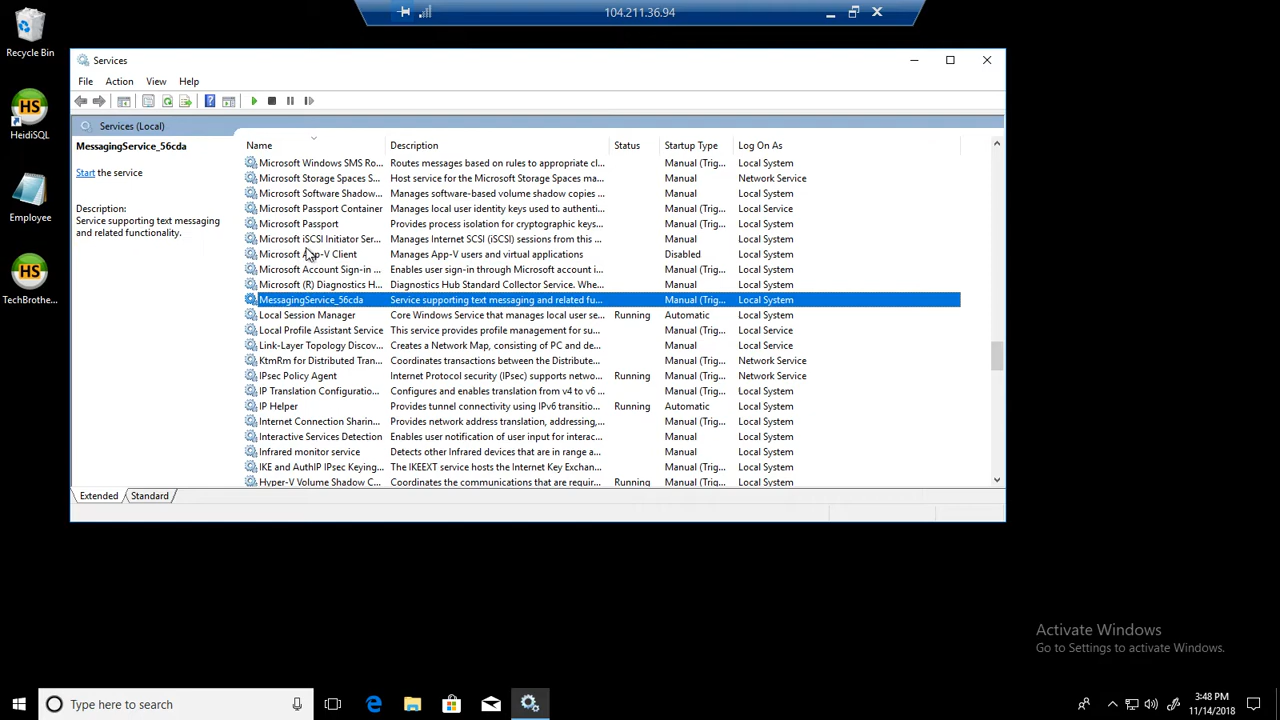 104.211.36.94
Recycle Bin
HeidiSQL
Employee
TechBrothe...
Services
File Action View Help
Services (Local)
MessagingService_56cda
Start the service
Description:
Service supporting text messaging
and related functionality.
Name Description Status Startup Type Log On As
Microsoft Windows SMS Ro... Routes messages based on rules to appropriate cl... Manual (Trig... Local System
Microsoft Storage Spaces S... Host service for the Microsoft Storage Spaces ma... Manual Network Service
Microsoft Software Shadow... Manages software-based volume shadow copies ... Manual Local System
Microsoft Passport Container Manages local user identity keys used to authenti... Manual (Trig... Local Service
Microsoft Passport Provides process isolation for cryptographic keys... Manual (Trig... Local System
Microsoft iSCSI Initiator Ser... Manages Internet SCSI (iSCSI) sessions from this ... Manual Local System
Microsoft App-V Client Manages App-V users and virtual applications Disabled Local System
Microsoft Account Sign-in ... Enables user sign-in through Microsoft account i... Manual (Trig... Local System
Microsoft (R) Diagnostics H... Diagnostics Hub Standard Collector Service. Whe... Manual Local System
MessagingService_56cda Service supporting text messaging and related fu... Manual (Trig... Local System
Local Session Manager Core Windows Service that manages local user se... Running Automatic Local System
Local Profile Assistant Service This service provides profile management for su... Manual (Trig... Local Service
Link-Layer Topology Discov... Creates a Network Map, consisting of PC and de... Manual Local Service
KtmRm for Distributed Tran... Coordinates transactions between the Distribute... Manual (Trig... Network Service
IPsec Policy Agent Internet Protocol security (IPsec) supports netwo... Running Manual (Trig... Network Service
IP Translation Configuratio... Configures and enables translation from v4 to v6 ... Manual (Trig... Local System
IP Helper Provides tunnel connectivity using IPv6 transitio... Running Automatic Local System
Internet Connection Sharin... Provides network address translation, addressing,... Manual (Trig... Local System
Interactive Services Detection Enables user notification of user input for interac... Manual Local System
Infrared monitor service Detects other Infrared devices that are in range a... Manual Local System
IKE and AuthIP IPsec Keying... The IKEEXT service hosts the Internet Key Exchan... Manual (Trig... Local System
Hyper-V Volume Shadow C... Coordinates the communications that are requir... Running Manual (Trig... Local System
Extended Standard
Activate Windows
Go to Settings to activate Windows.
Type here to search
3:48 PM
11/14/2018